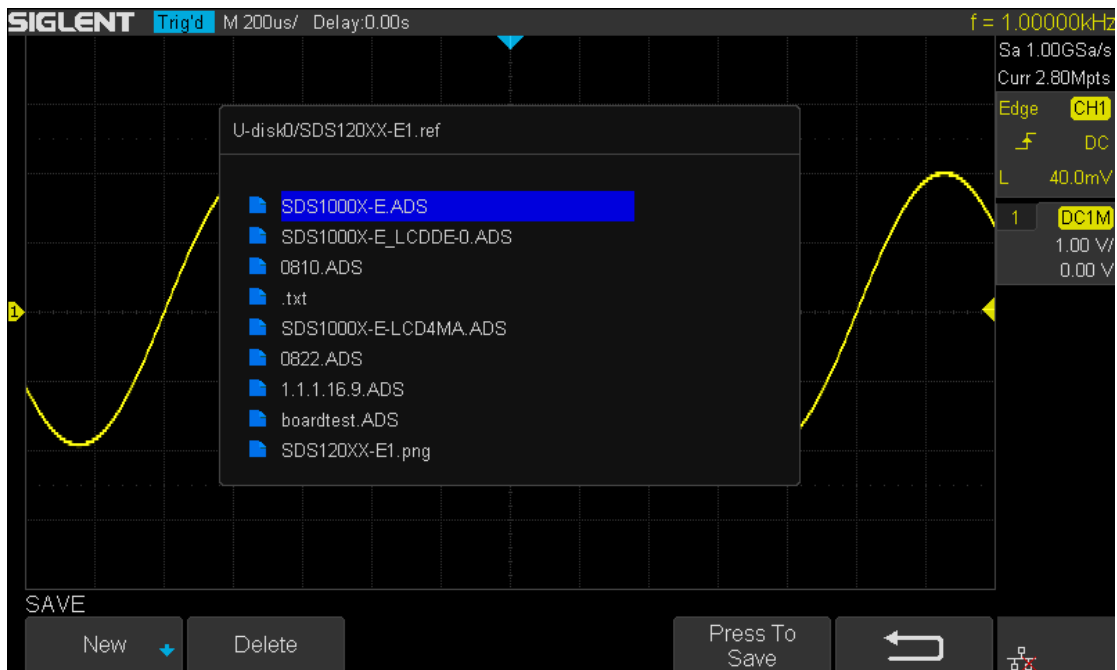 SIGLENT Trig'd M 200us/ Delay:0.00s f = 1.00000kHz
Sa 1.00GSa/s
Curr 2.80Mpts
Edge CH1
DC
L 40.0mV
1 DC1M
1.00 V/
0.00 V
U-disk0/SDS120XX-E1.ref
SDS1000X-E.ADS
SDS1000X-E_LCDDE-0.ADS
0810.ADS
.txt
SDS1000X-E-LCD4MA.ADS
0822.ADS
1.1.1.16.9.ADS
boardtest.ADS
SDS120XX-E1.png
1
SAVE
New Delete Press To
Save